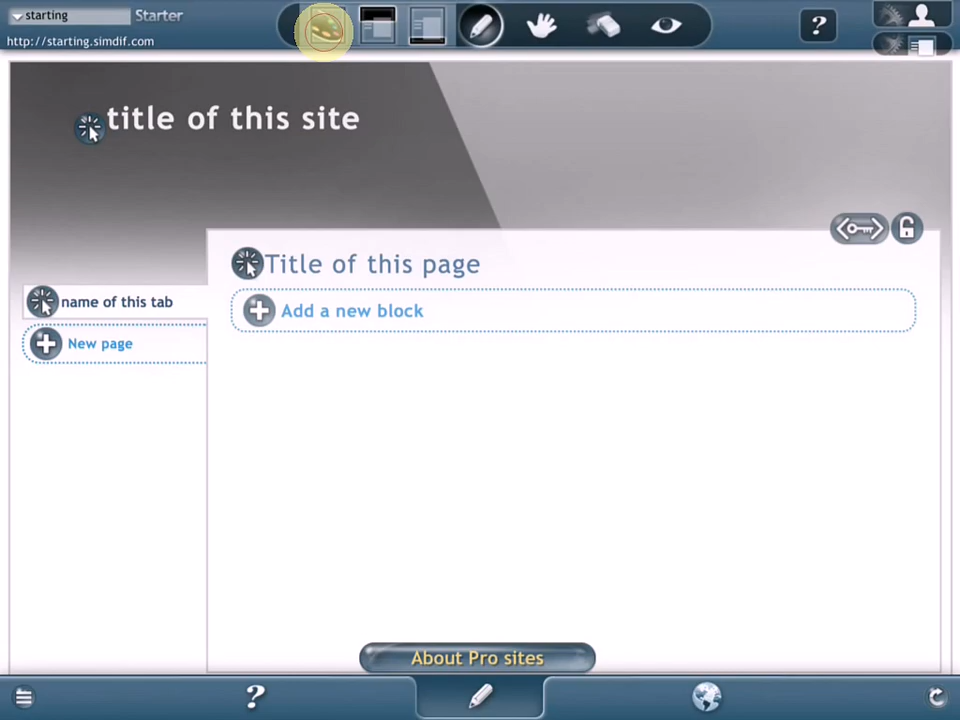 starting
Starter
http://starting.simdif.com
?
title of this site
Title of this page
name of this tab
Add a new block
New page
About Pro sites
?